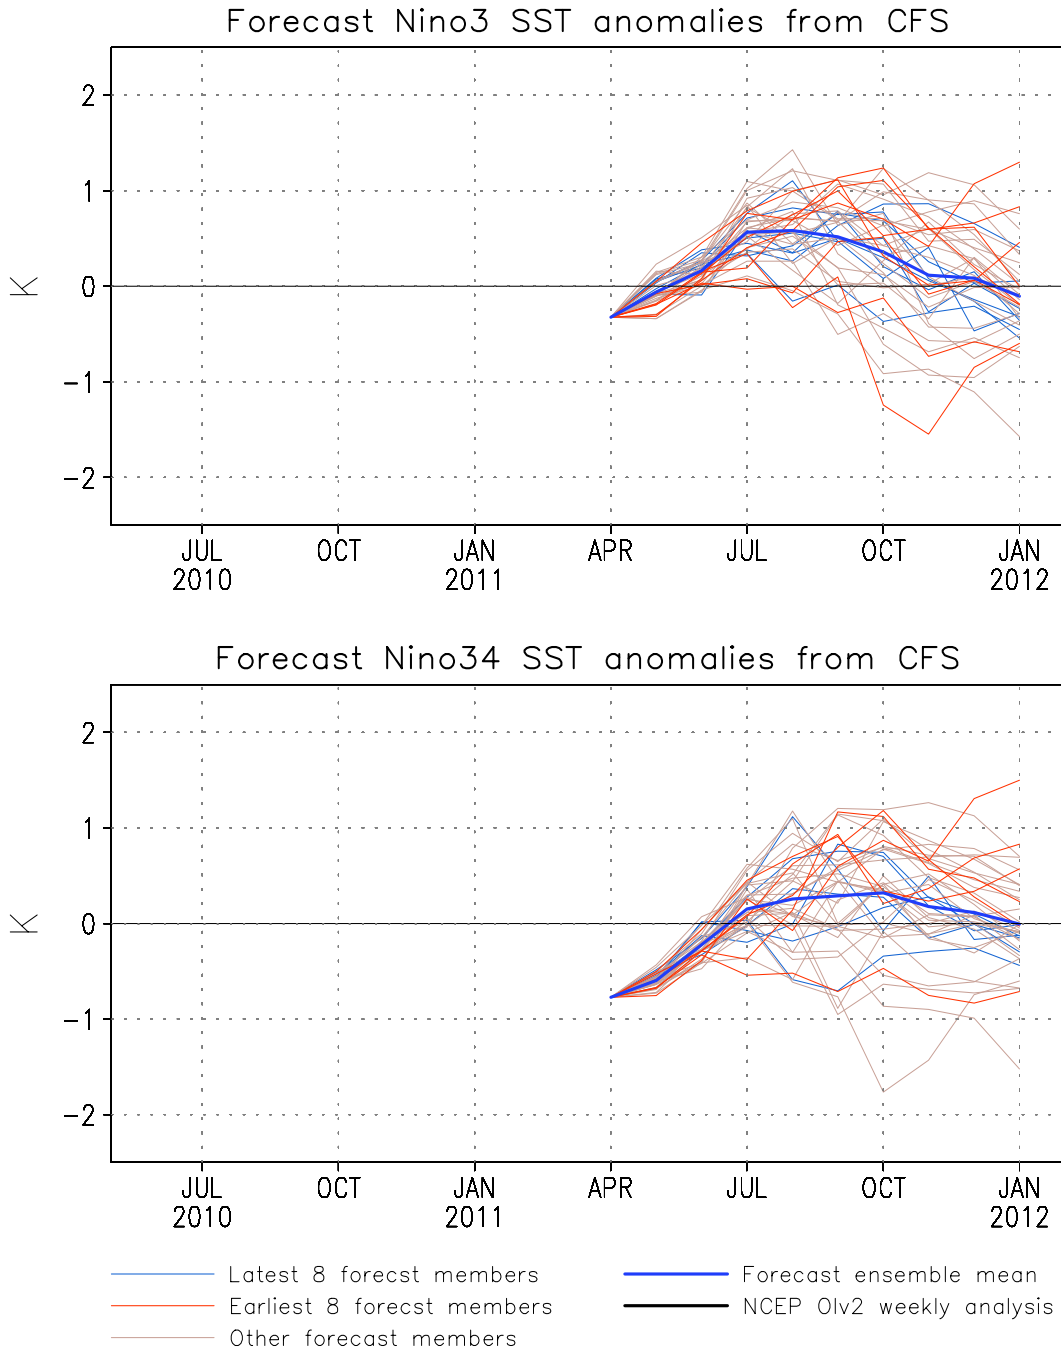 Forecast Nino3 SST anomalies from CFS
2
1
K
0
-1
-2
JUL OCT JAN APR JUL OCT JAN
2010 2011 2012
Forecast Nino34 SST anomalies from CFS
2
1
K
0
-1
-2
JUL OCT JAN APR JUL OCT JAN
2010 2011 2012
Latest 8 forecst members Forecast ensemble mean
Earliest 8 forecst members NCEP OIv2 weekly analysis
Other forecast members